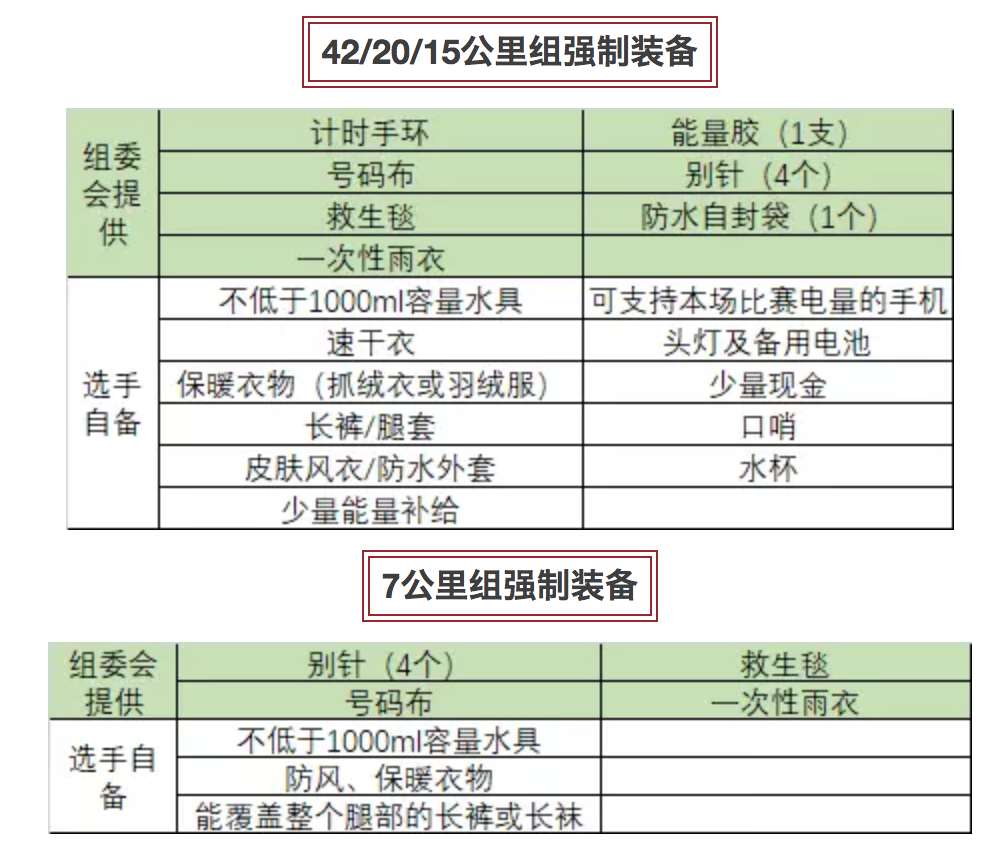 42/20/15公里组强制装备
组委会提供
计时手环 能量胶（1支）
号码布 别针（4个）
救生毯 防水自封袋（1个）
一次性雨衣
选手自备
不低于1000ml容量水具 可支持本场比赛电量的手机
速干衣 头灯及备用电池
保暖衣物（抓绒衣或羽绒服） 少量现金
长裤/腿套 口哨
皮肤风衣/防水外套 水杯
少量能量补给
7公里组强制装备
组委会提供
别针（4个） 救生毯
号码布 一次性雨衣
选手自备
不低于1000ml容量水具
防风、保暖衣物
能覆盖整个腿部的长裤或长袜